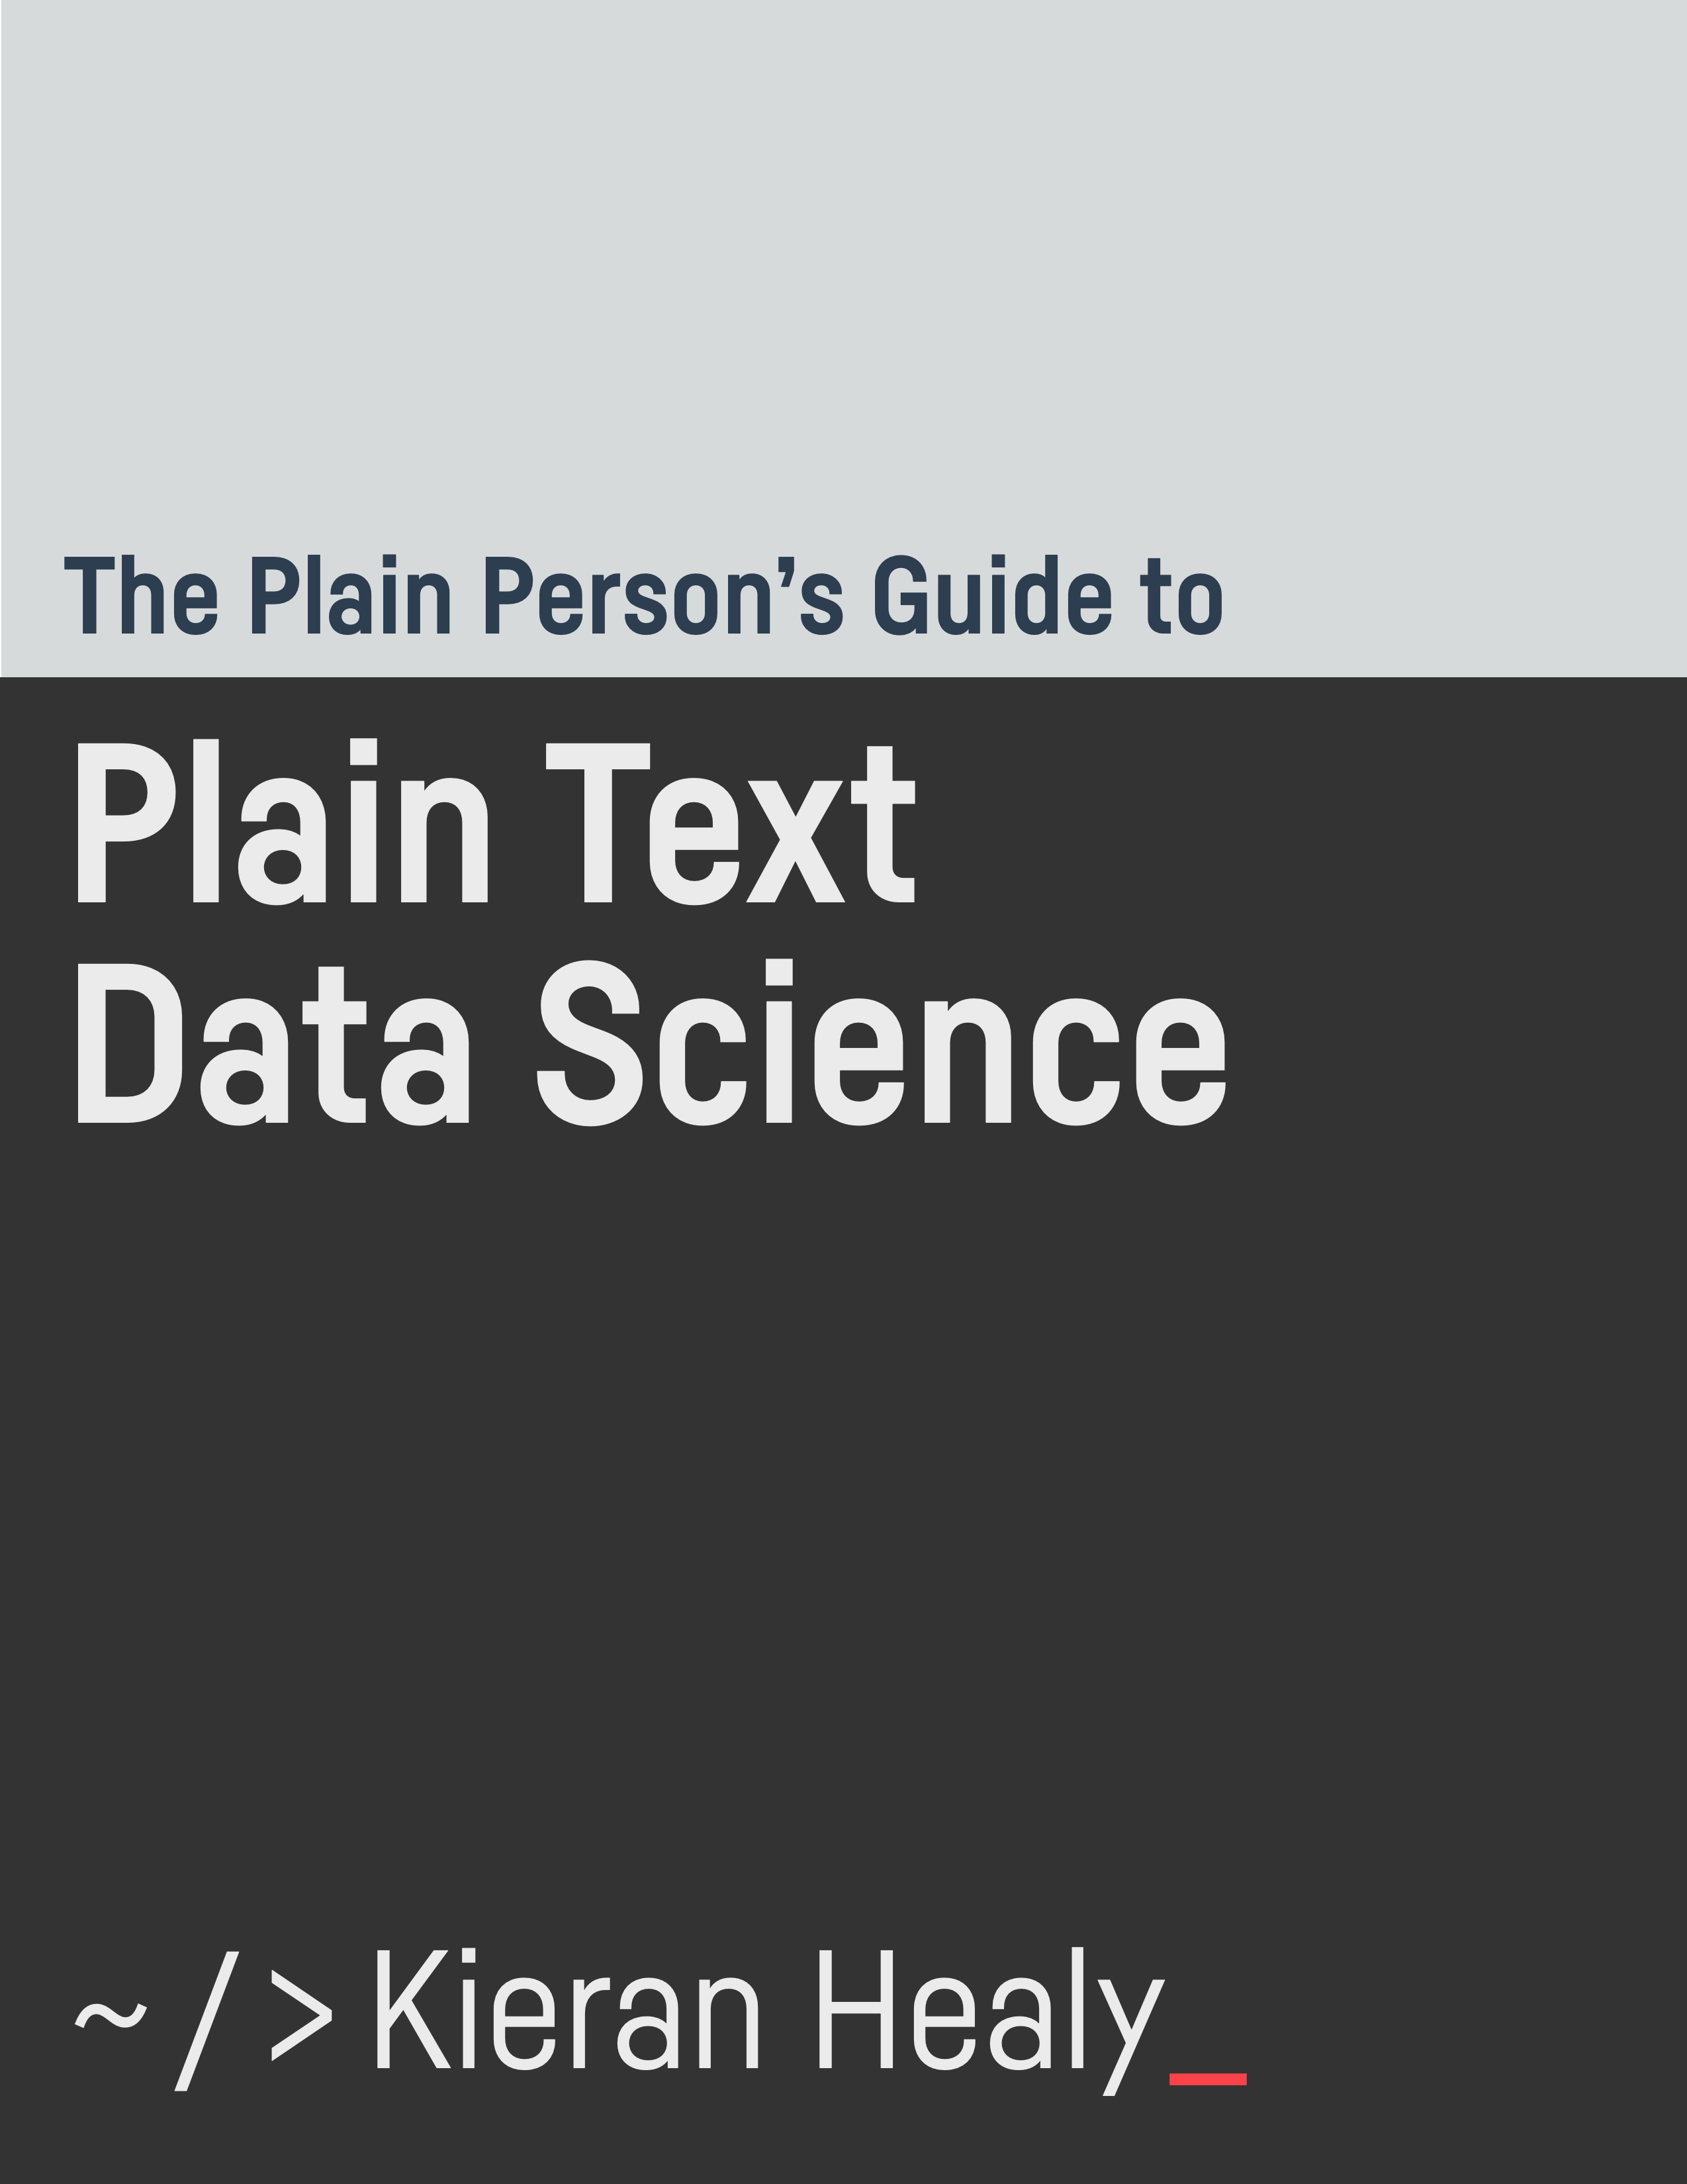 The Plain Person’s Guide to
Plain Text
Data Science
~ / > Kieran Healy_